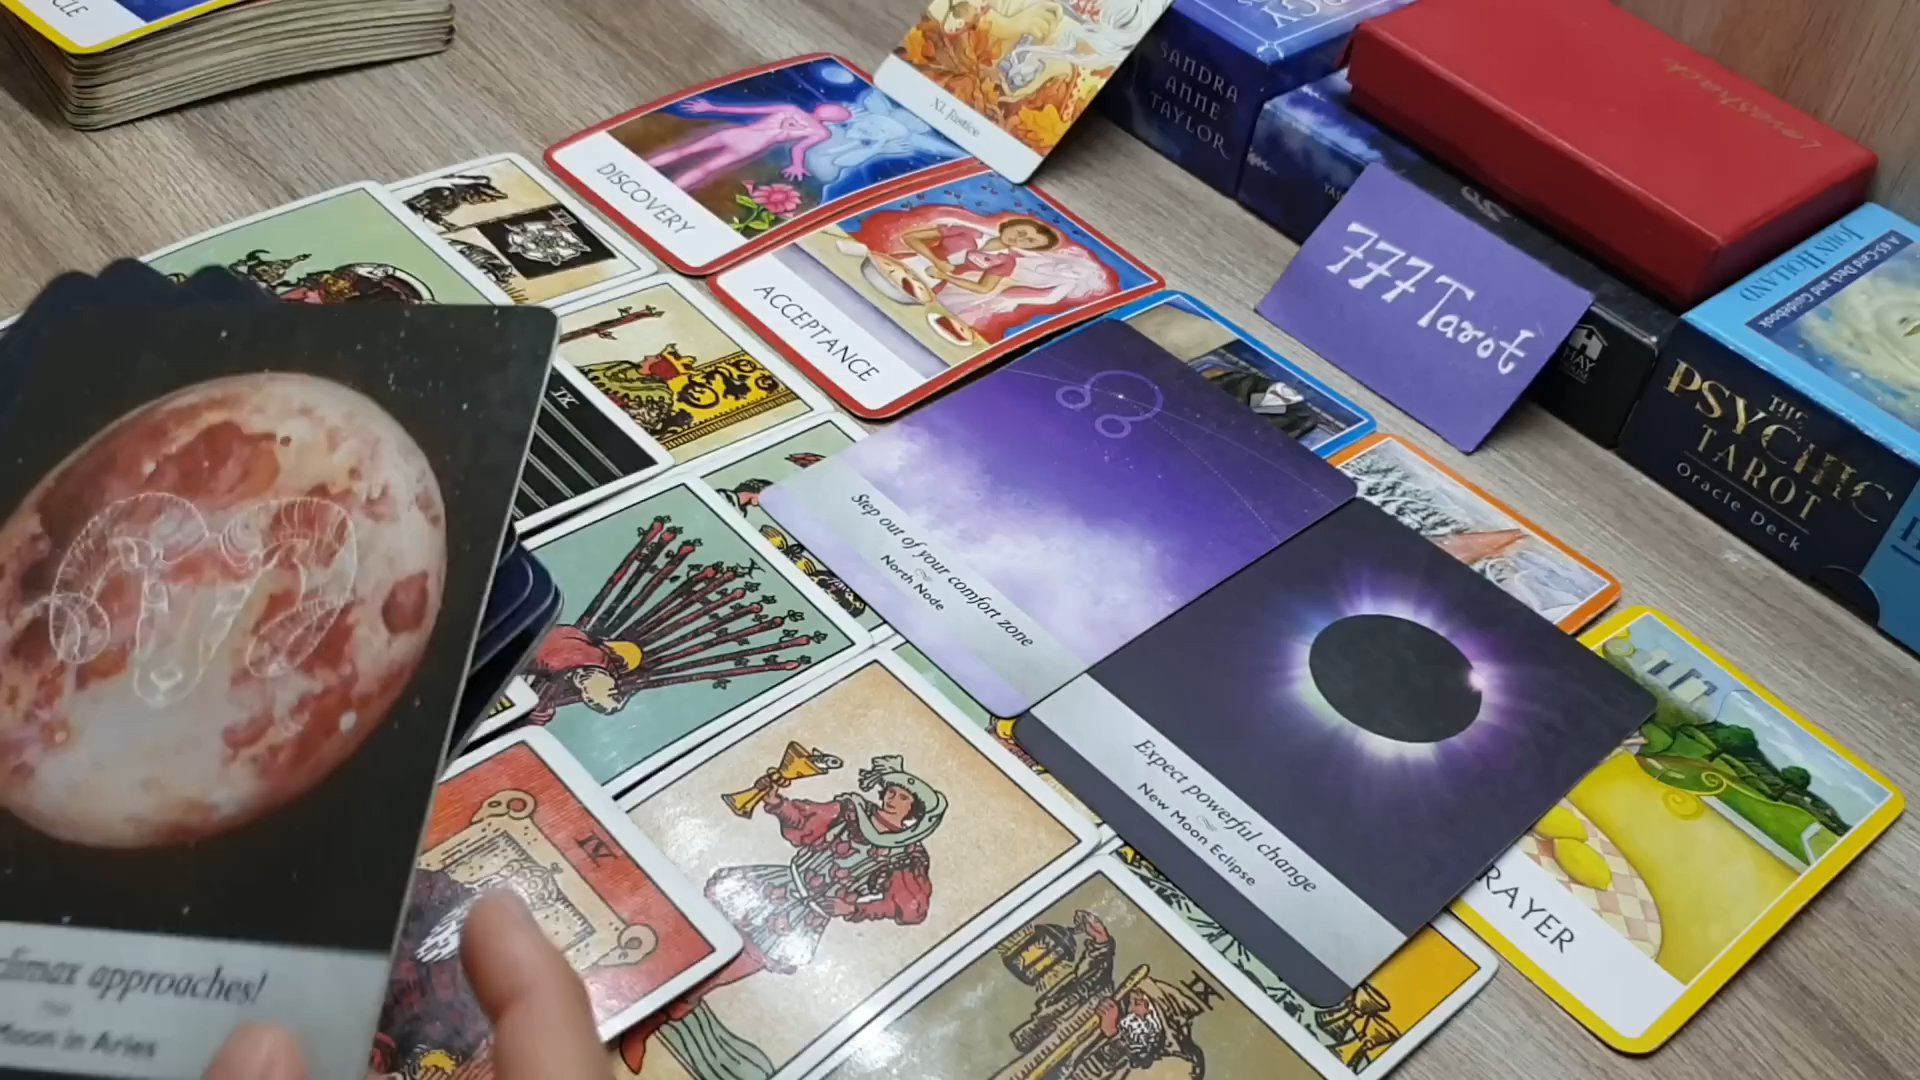 CLE
XI. Justice
SANDRA
ANNE
TAYLOR
Lovashack
DISCOVERY
ACCEPTANCE
777 Tarot
HAY
JOHN HOLLAND
A 65-Card Deck and Guidebook
THE
PSYCHIC
TAROT
Oracle Deck
IX
Step out of your comfort zone
North Node
Expect powerful change
New Moon Eclipse
RAYER
IV
IX
climax approaches!
Moon in Aries